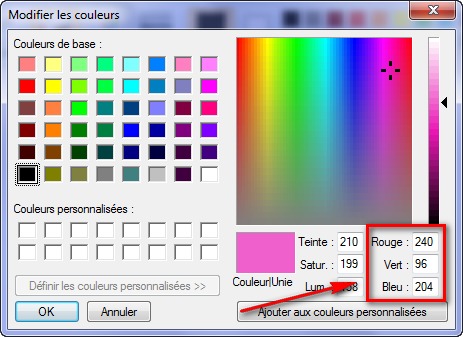 Modifier les couleurs
Couleurs de base :
Couleurs personnalisées :
Définir les couleurs personnalisées >>
OK Annuler
Couleur|Unie
Teinte : 210 Rouge : 240
Satur. : 199 Vert : 96
Lum. Bleu : 204
Ajouter aux couleurs personnalisées